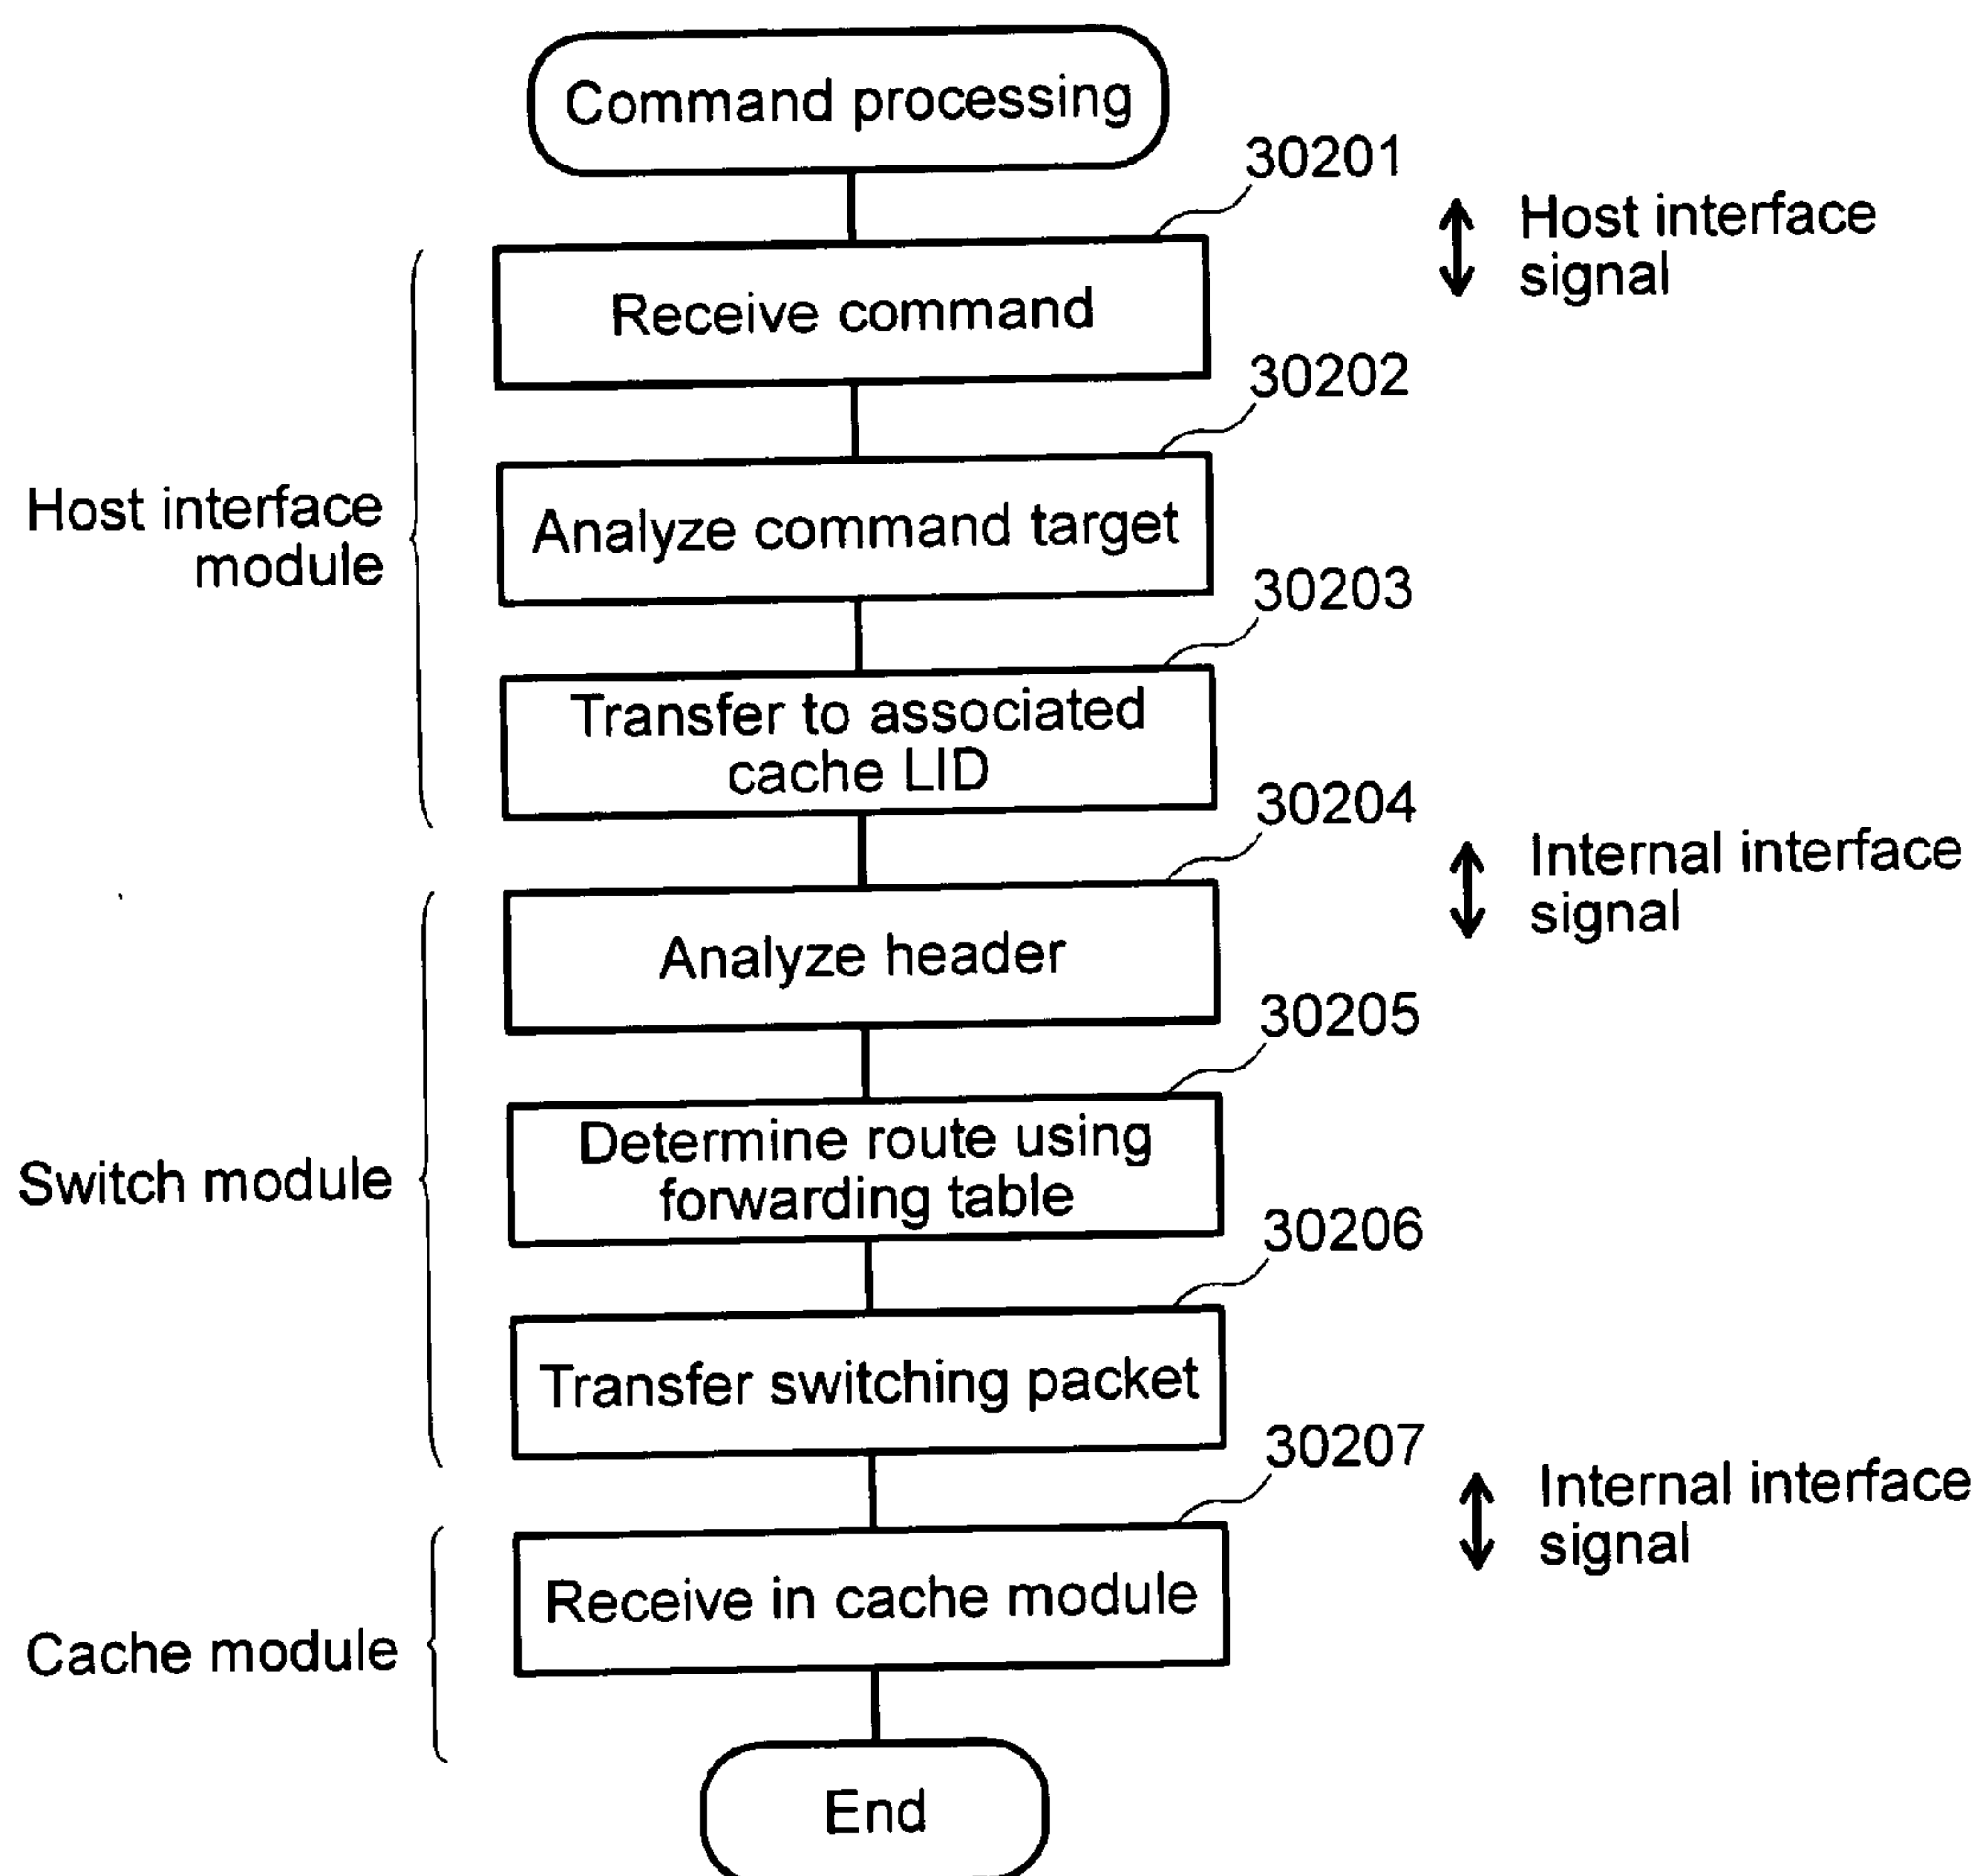 Command processing
30201
Host interface
signal
Receive command
30202
Host interface
module
Analyze command target
30203
Transfer to associated
cache LID
30204
Internal interface
signal
Analyze header
30205
Switch module
Determine route using
forwarding table
30206
Transfer switching packet
30207
Internal interface
signal
Cache module
Receive in cache module
End